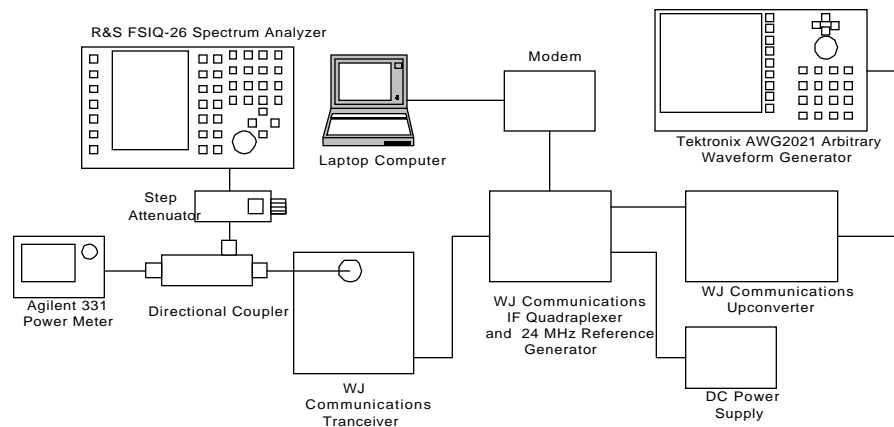 R&S FSIQ-26 Spectrum Analyzer
Modem
Laptop Computer
Tektronix AWG2021 Arbitrary
Waveform Generator
Step
Attenuator
Agilent 331
Power Meter
Directional Coupler
WJ Communications
IF Quadraplexer
and 24 MHz Reference
Generator
WJ Communications
Upconverter
WJ
Communications
Tranceiver
DC Power
Supply